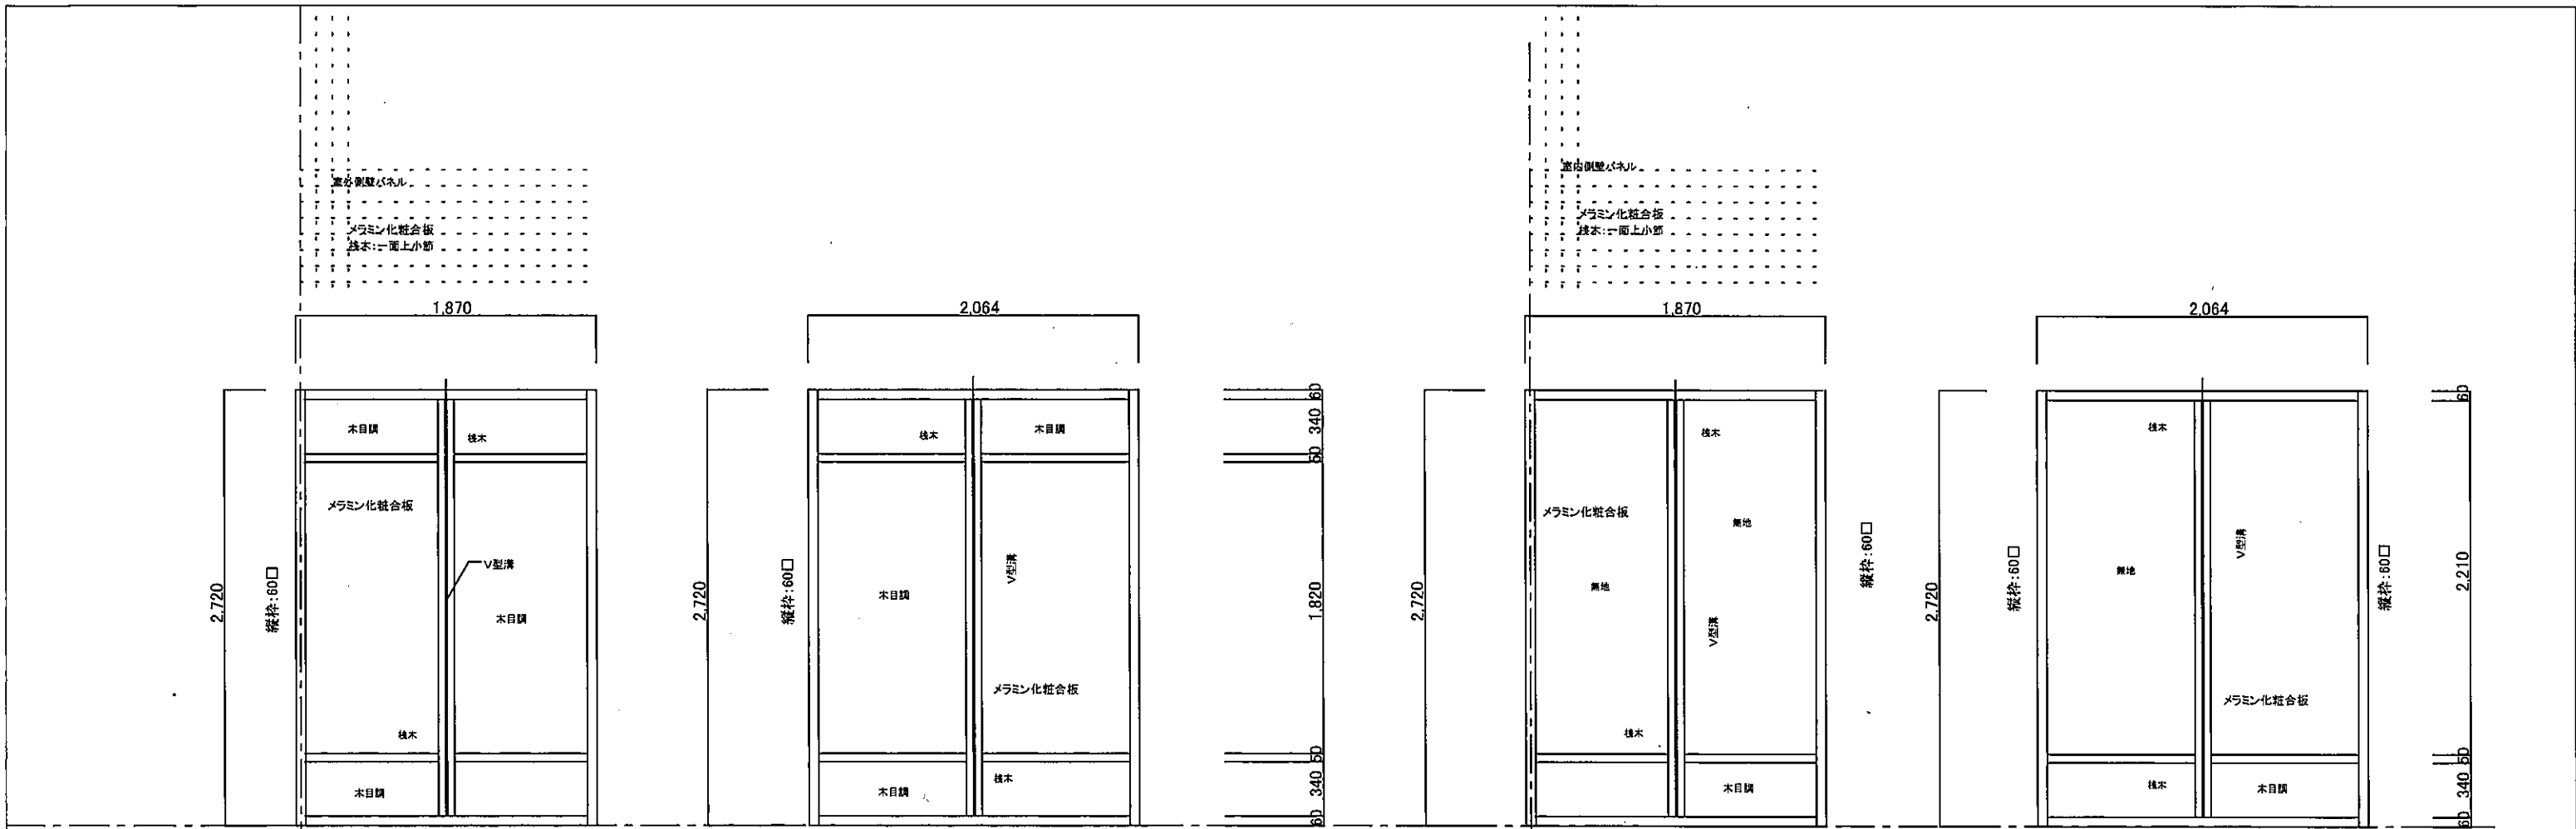 室外側壁パネル
メラミン化粧合板
桟木:一面上小節
1,870
2,720
縦枠:60□
木目調
桟木
メラミン化粧合板
V型溝
木目調
桟木
木目調
2,064
2,720
縦枠:60□
桟木
木目調
V型溝
木目調
メラミン化粧合板
桟木
木目調
60
340
50
1,820
50
340
60
室内側壁パネル
メラミン化粧合板
桟木:一面上小節
1,870
2,720
桟木
メラミン化粧合板
無地
無地
V型溝
桟木
木目調
縦枠:60□
2,064
2,720
縦枠:60□
桟木
V型溝
無地
メラミン化粧合板
桟木
木目調
縦枠:60□
60
2,210
50
340
60